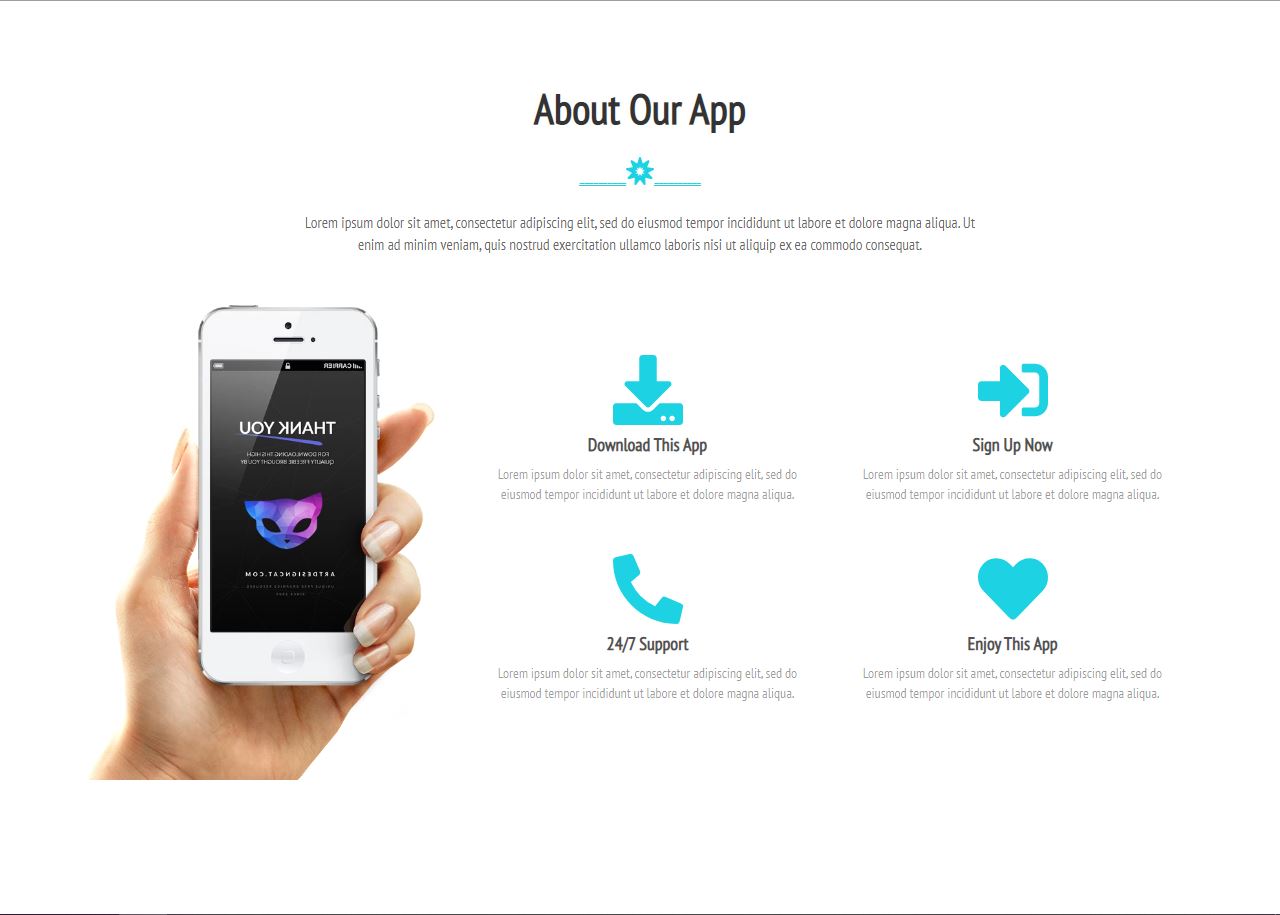 About Our App
Lorem ipsum dolor sit amet, consectetur adipiscing elit, sed do eiusmod tempor incididunt ut labore et dolore magna aliqua. Ut
enim ad minim veniam, quis nostrud exercitation ullamco laboris nisi ut aliquip ex ea commodo consequat.
CARRIER
THANK YOU
FOR DOWNLOADING THIS HIGH
QUALITY FREEBIE BROUGHT YOU BY
ARTDESIGNCAT.COM
Download This App
Lorem ipsum dolor sit amet, consectetur adipiscing elit, sed do
eiusmod tempor incididunt ut labore et dolore magna aliqua.
Sign Up Now
Lorem ipsum dolor sit amet, consectetur adipiscing elit, sed do
eiusmod tempor incididunt ut labore et dolore magna aliqua.
24/7 Support
Lorem ipsum dolor sit amet, consectetur adipiscing elit, sed do
eiusmod tempor incididunt ut labore et dolore magna aliqua.
Enjoy This App
Lorem ipsum dolor sit amet, consectetur adipiscing elit, sed do
eiusmod tempor incididunt ut labore et dolore magna aliqua.